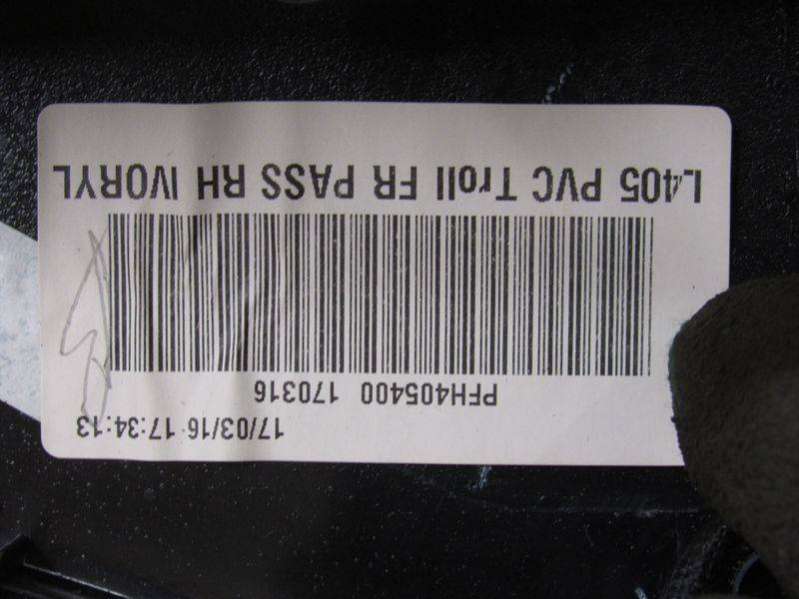 17/03/16 17:34:13
PFH405400 170316
L405 PVC Troll FR PASS RH IVORYL